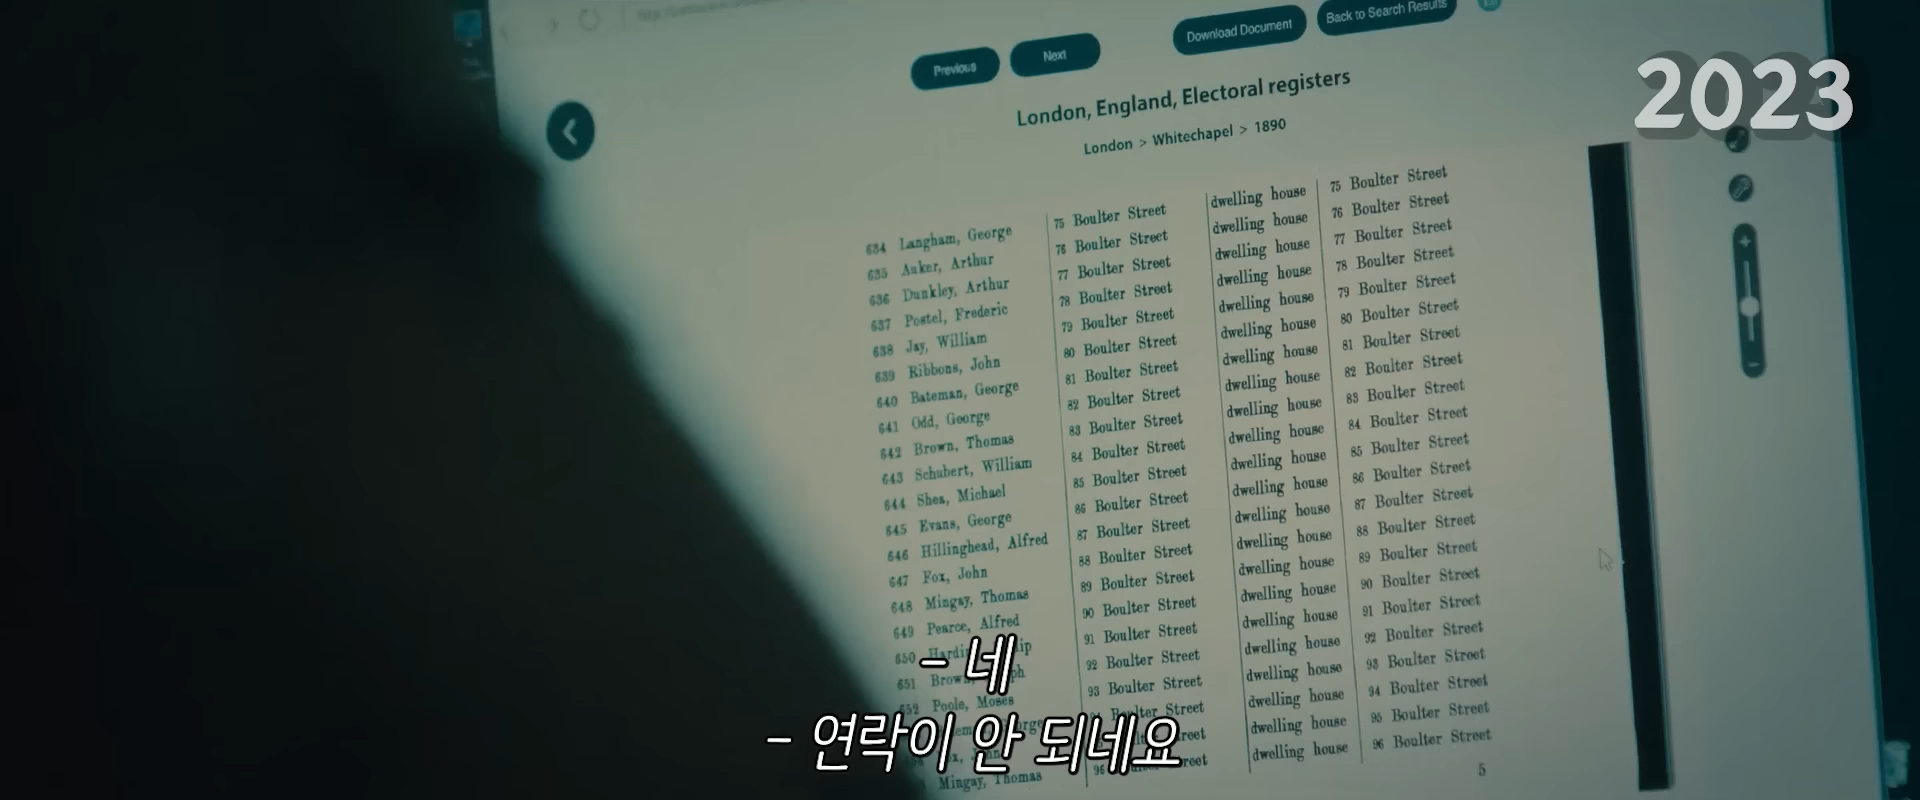 Previous
Next
Download Document
Back to Search Results
2023
London, England, Electoral registers
London > Whitechapel > 1890
634 Langham, George 75 Boulter Street dwelling house 75 Boulter Street
635 Auker, Arthur 76 Boulter Street dwelling house 76 Boulter Street
636 Dunkley, Arthur 77 Boulter Street dwelling house 77 Boulter Street
637 Postel, Frederic 78 Boulter Street dwelling house 78 Boulter Street
638 Jay, William 79 Boulter Street dwelling house 79 Boulter Street
639 Ribbons, John 80 Boulter Street dwelling house 80 Boulter Street
640 Bateman, George 81 Boulter Street dwelling house 81 Boulter Street
641 Odd, George 82 Boulter Street dwelling house 82 Boulter Street
642 Brown, Thomas 83 Boulter Street dwelling house 83 Boulter Street
643 Schubert, William 84 Boulter Street dwelling house 84 Boulter Street
644 Shea, Michael 85 Boulter Street dwelling house 85 Boulter Street
645 Evans, George 86 Boulter Street dwelling house 86 Boulter Street
646 Hillinghead, Alfred 87 Boulter Street dwelling house 87 Boulter Street
647 Fox, John 88 Boulter Street dwelling house 88 Boulter Street
648 Mingay, Thomas 89 Boulter Street dwelling house 89 Boulter Street
649 Pearce, Alfred 90 Boulter Street dwelling house 90 Boulter Street
650 91 Boulter Street dwelling house 91 Boulter Street
651 92 Boulter Street dwelling house 92 Boulter Street
652 Poole, Moses 93 Boulter Street dwelling house 93 Boulter Street
Boulter Street dwelling house 94 Boulter Street
dwelling house 95 Boulter Street
Mingay, Thomas 96 dwelling house 96 Boulter Street
5
- 네
- 연락이 안 되네요